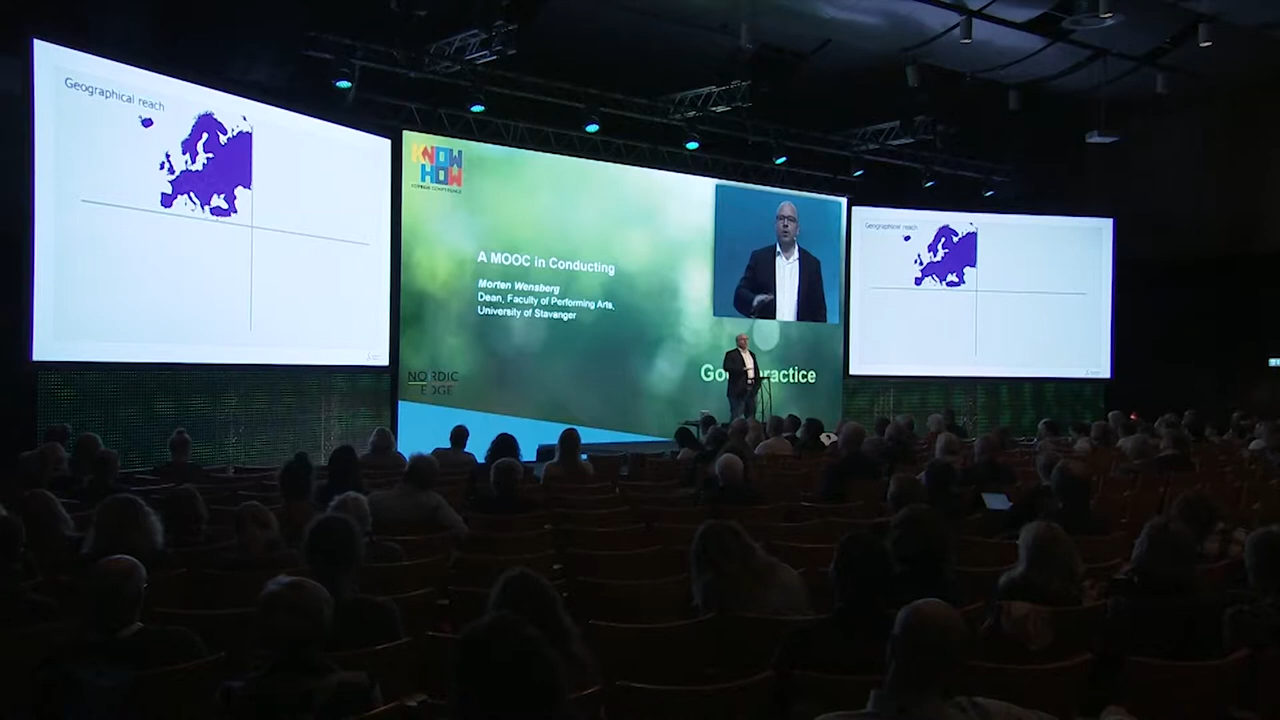 Geographical reach
KNOW
HOW
A MOOC in Conducting
Morten Wensberg
Dean, Faculty of Performing Arts,
University of Stavanger
NORDIC
EDGE
Geographical reach